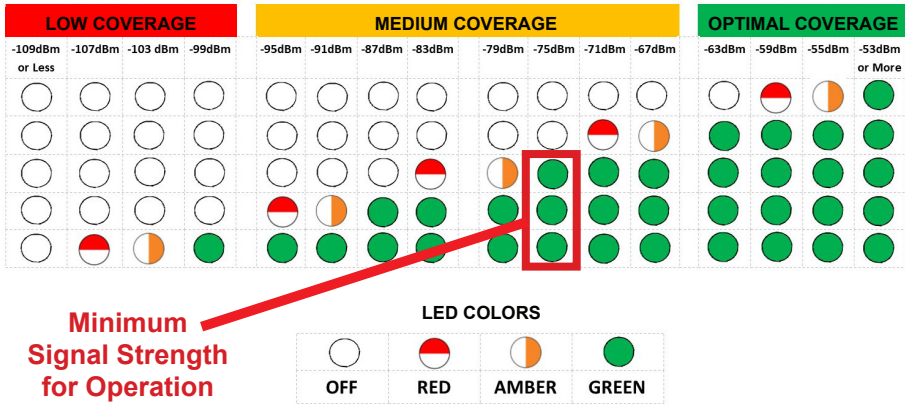 LOW COVERAGE MEDIUM COVERAGE OPTIMAL COVERAGE
-109dBm -107dBm -103 dBm -99dBm -95dBm -91dBm -87dBm -83dBm -79dBm -75dBm -71dBm -67dBm -63dBm -59dBm -55dBm -53dBm
or Less or More
LED COLORS
Minimum
Signal Strength
for Operation
OFF RED AMBER GREEN